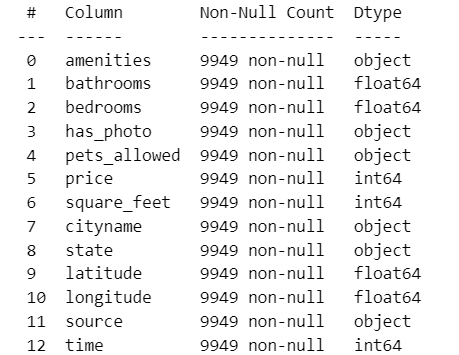 #   Column         Non-Null Count  Dtype
---  ------         --------------  -----
0   amenities      9949 non-null   object
1   bathrooms      9949 non-null   float64
2   bedrooms       9949 non-null   float64
3   has_photo      9949 non-null   object
4   pets_allowed   9949 non-null   object
5   price          9949 non-null   int64
6   square_feet    9949 non-null   int64
7   cityname       9949 non-null   object
8   state          9949 non-null   object
9   latitude       9949 non-null   float64
10  longitude      9949 non-null   float64
11  source         9949 non-null   object
12  time           9949 non-null   int64